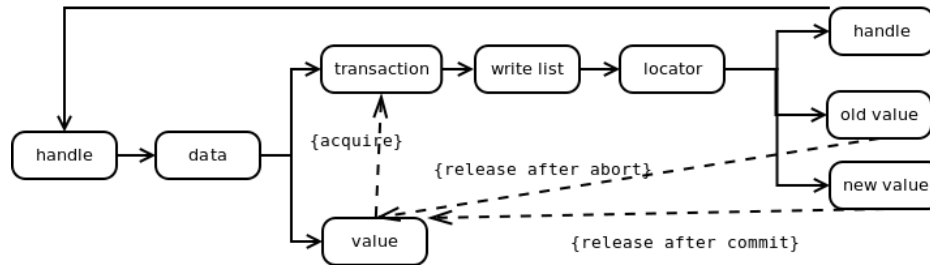 handle
transaction
write list
locator
old value
{acquire}
handle
data
{release after abort}
new value
value
{release after commit}